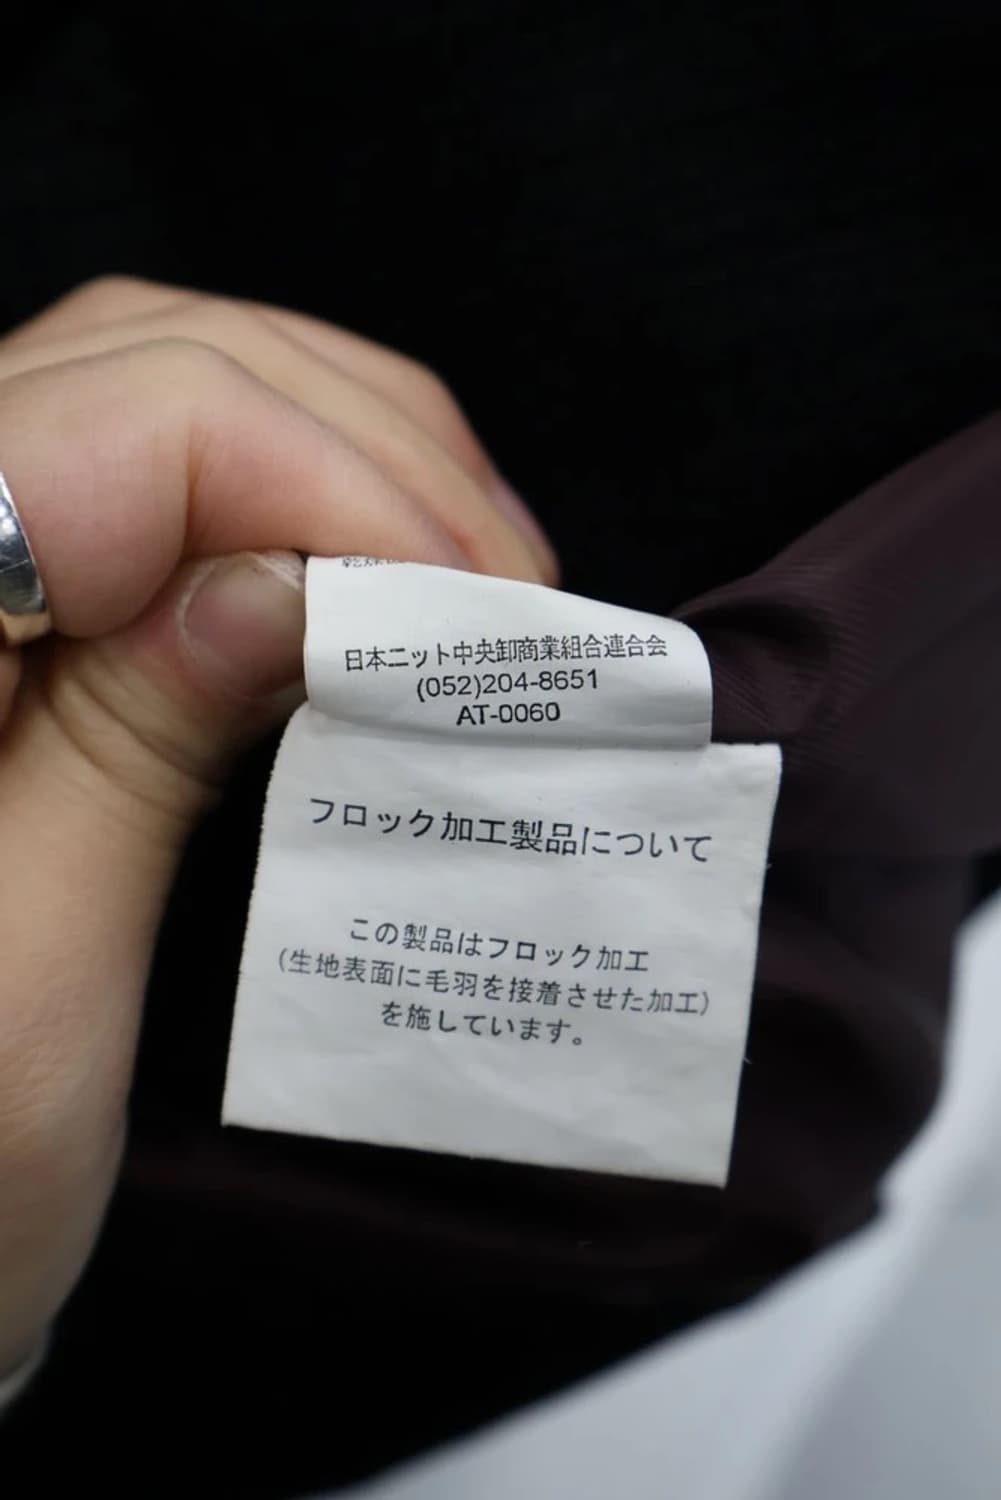 日本ニット中央卸商業組合連合会
(052)204-8651
AT-0060
フロック加工製品について
この製品はフロック加工
(生地表面に毛羽を接着させた加工)
を施しています。